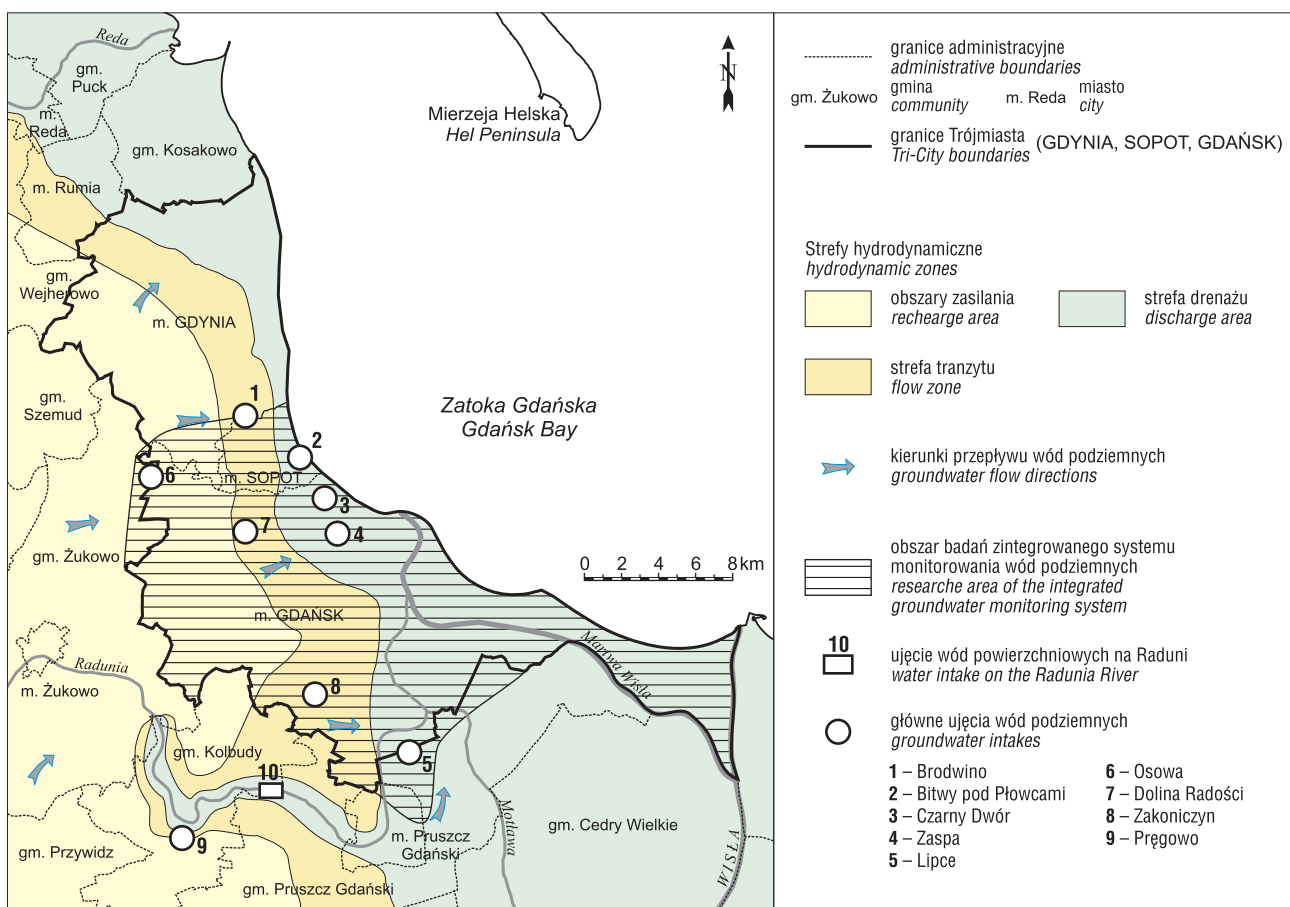 Reda
gm.
Puck
m.
Reda
gm. Kosakowo
m. Rumia
gm.
Wejherowo
m. GDYNIA
gm.
Szemud
gm. Żukowo
m. SOPOT
m. GDAŃSK
Radunia
m. Żukowo
gm. Kolbudy
gm. Przywidz
gm. Pruszcz Gdański
m. Pruszcz
Gdański
gm. Cedry Wielkie
Motława
Martwa Wisła
WISŁA
Mierzeja Helska
Hel Peninsula
Zatoka Gdańska
Gdańsk Bay
N
0 2 4 6 8 km
1
2
3
4
5
6
7
8
9
10
granice administracyjne
administrative boundaries
gm. Żukowo gmina m. Reda miasto
community city
granice Trójmiasta (GDYNIA, SOPOT, GDAŃSK)
Tri-City boundaries
Strefy hydrodynamiczne
hydrodynamic zones
obszary zasilania
rechearge area
strefa drenażu
discharge area
strefa tranzytu
flow zone
kierunki przepływu wód podziemnych
groundwater flow directions
obszar badań zintegrowanego systemu
monitorowania wód podziemnych
researche area of the integrated
groundwater monitoring system
10
ujęcie wód powierzchniowych na Raduni
water intake on the Radunia River
główne ujęcia wód podziemnych
groundwater intakes
1 – Brodwino
2 – Bitwy pod Płowcami
3 – Czarny Dwór
4 – Zaspa
5 – Lipce
6 – Osowa
7 – Dolina Radości
8 – Zakoniczyn
9 – Pręgowo